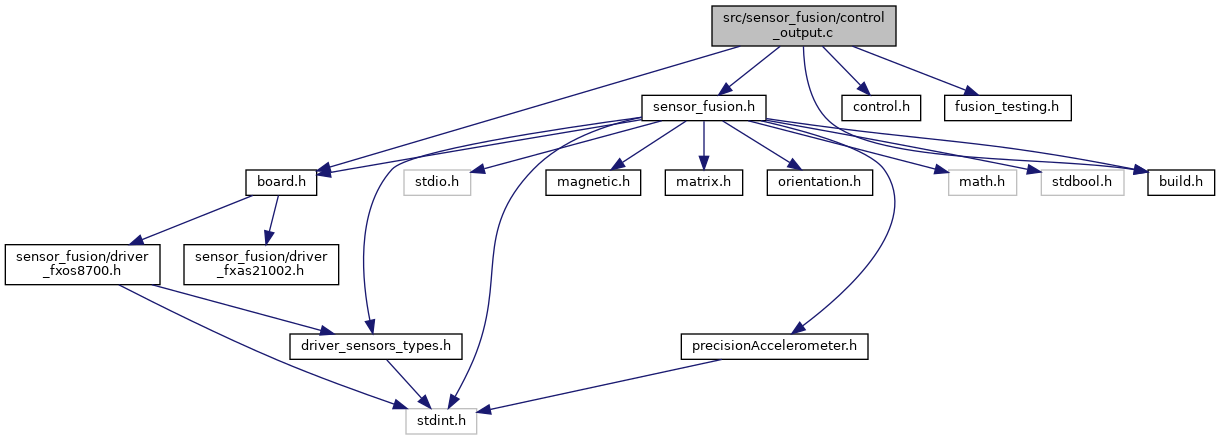 src/sensor_fusion/control
_output.c
sensor_fusion.h
control.h
fusion_testing.h
board.h
stdio.h
magnetic.h
matrix.h
orientation.h
math.h
stdbool.h
build.h
sensor_fusion/driver
_fxos8700.h
sensor_fusion/driver
_fxas21002.h
driver_sensors_types.h
precisionAccelerometer.h
stdint.h